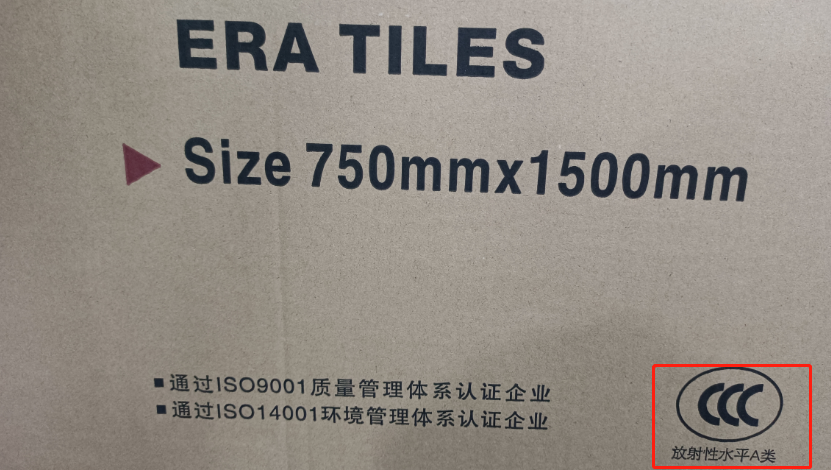 ERA TILES
Size 750mmx1500mm
■通过ISO9001质量管理体系认证企业
■通过ISO14001环境管理体系认证企业
CCC
放射性水平A类